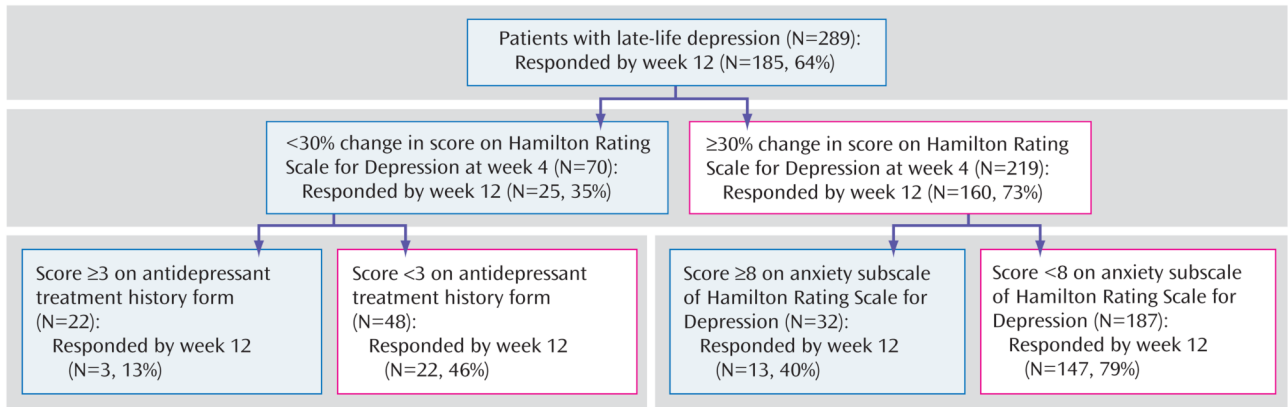 Patients with late-life depression (N=289):
Responded by week 12 (N=185, 64%)
<30% change in score on Hamilton Rating
Scale for Depression at week 4 (N=70):
Responded by week 12 (N=25, 35%)
≥30% change in score on Hamilton Rating
Scale for Depression at week 4 (N=219):
Responded by week 12 (N=160, 73%)
Score ≥3 on antidepressant
treatment history form
(N=22):
Responded by week 12
(N=3, 13%)
Score <3 on antidepressant
treatment history form
(N=48):
Responded by week 12
(N=22, 46%)
Score ≥8 on anxiety subscale
of Hamilton Rating Scale for
Depression (N=32):
Responded by week 12
(N=13, 40%)
Score <8 on anxiety subscale
of Hamilton Rating Scale for
Depression (N=187):
Responded by week 12
(N=147, 79%)